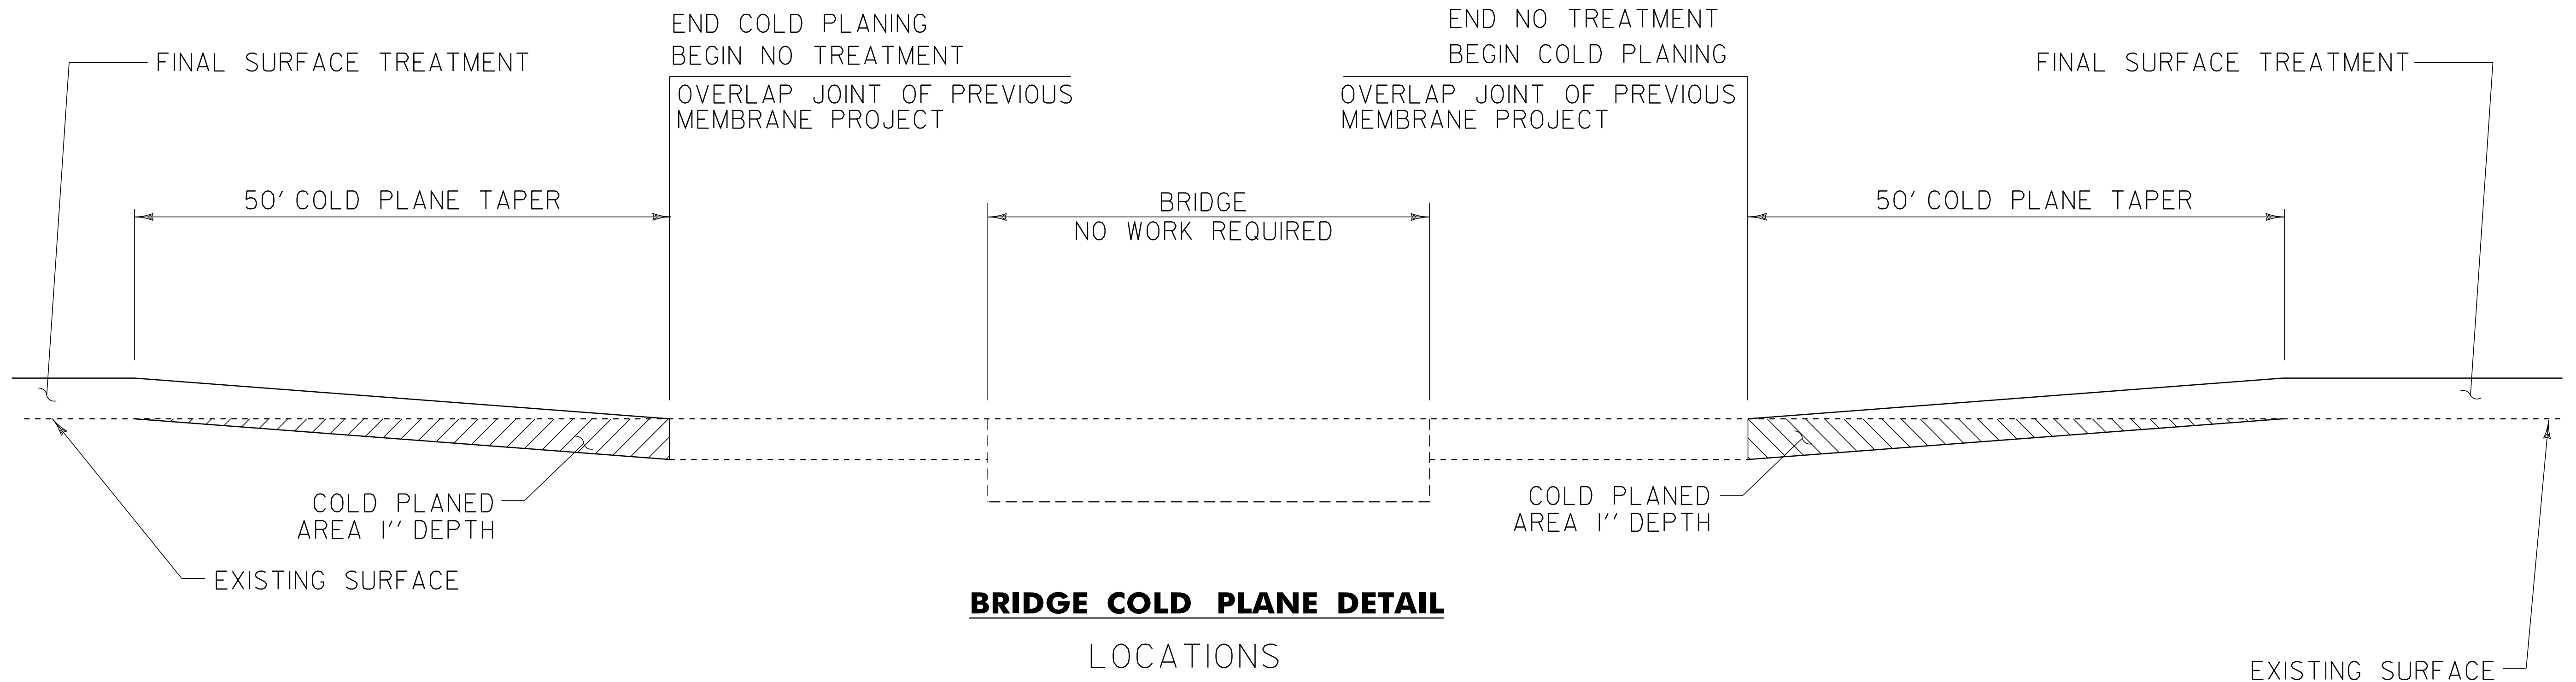 FINAL SURFACE TREATMENT
END COLD PLANING
BEGIN NO TREATMENT
OVERLAP JOINT OF PREVIOUS
MEMBRANE PROJECT
END NO TREATMENT
BEGIN COLD PLANING
OVERLAP JOINT OF PREVIOUS
MEMBRANE PROJECT
FINAL SURFACE TREATMENT
50' COLD PLANE TAPER
BRIDGE
NO WORK REQUIRED
50' COLD PLANE TAPER
COLD PLANED
AREA 1'' DEPTH
COLD PLANED
AREA 1'' DEPTH
EXISTING SURFACE
BRIDGE COLD PLANE DETAIL
LOCATIONS
EXISTING SURFACE